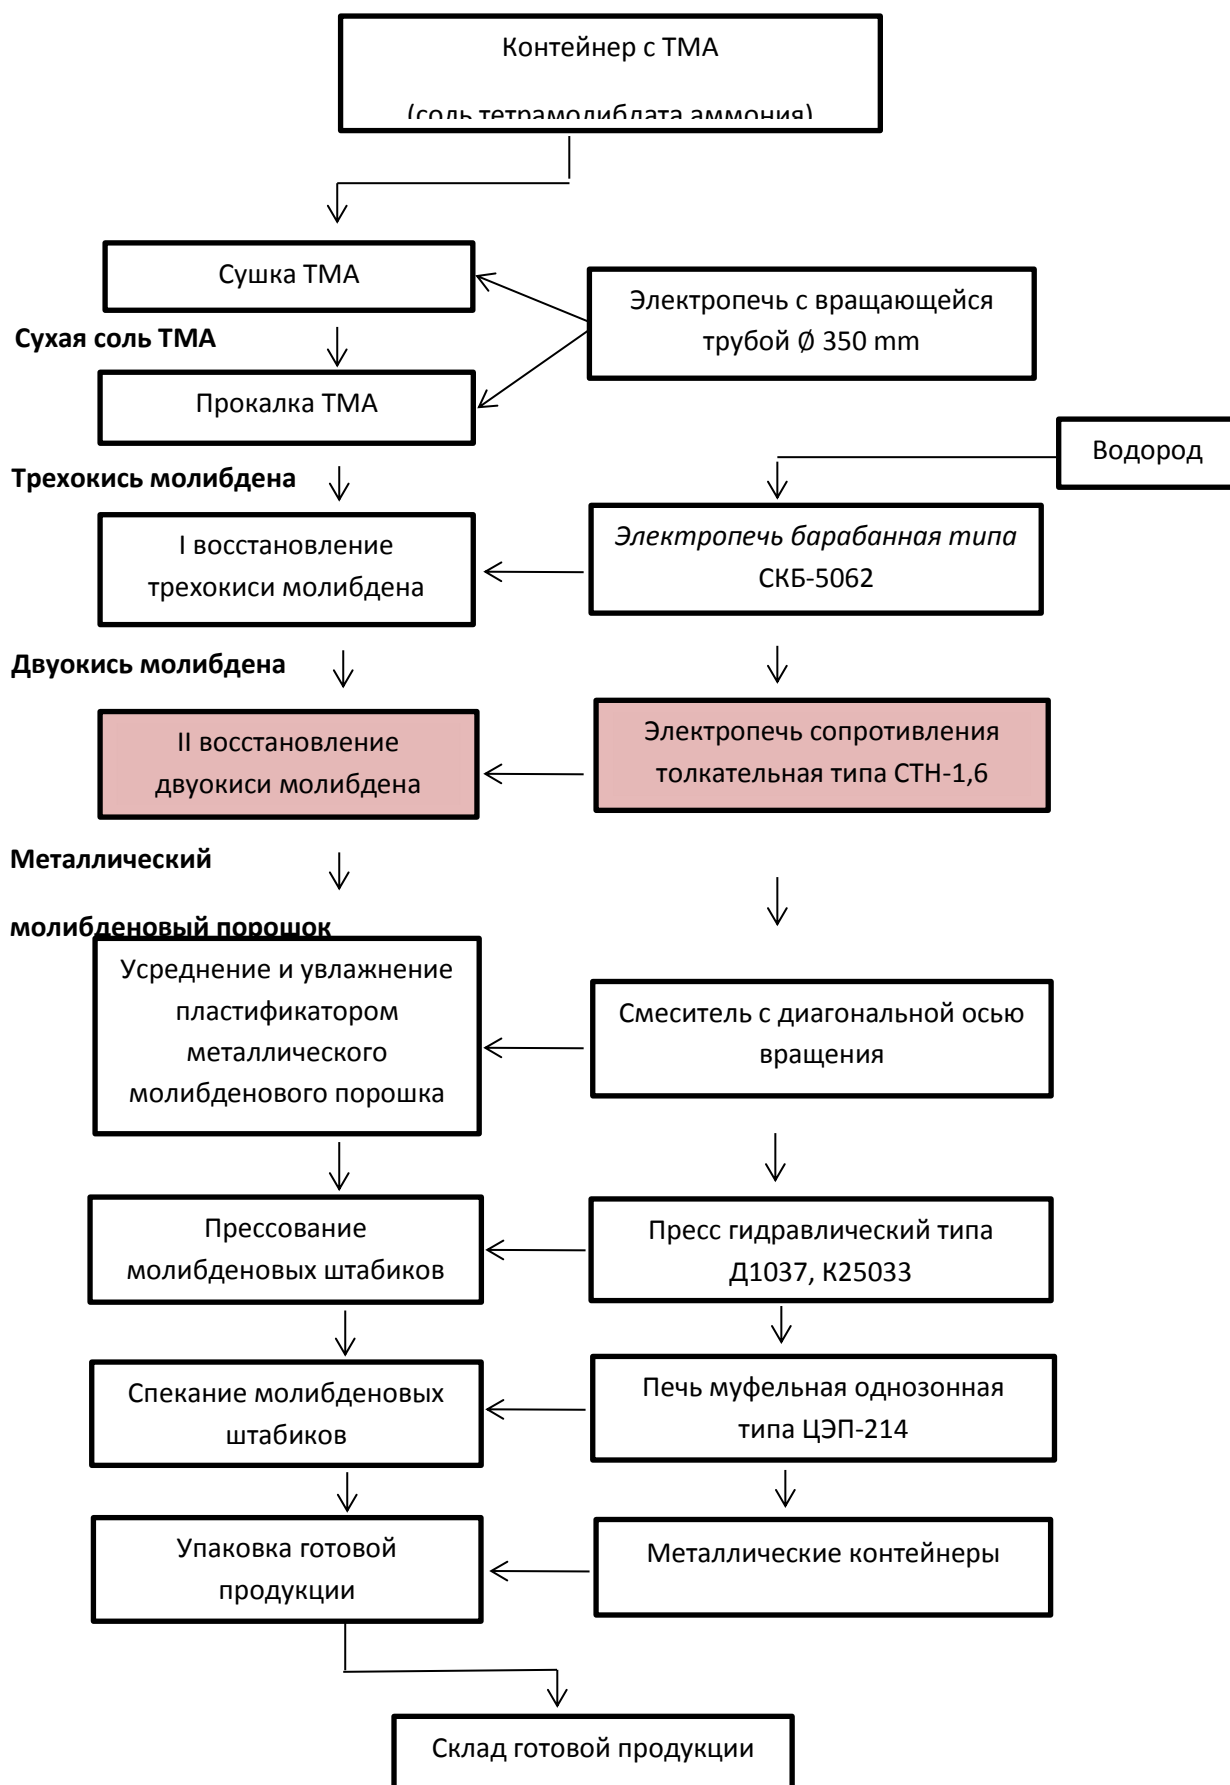 Контейнер с ТМА
(соль тетрамолибдата аммония)
Сушка ТМА
Электропечь с вращающейся
трубой Ø 350 mm
Сухая соль ТМА
Прокалка ТМА
Водород
Трехокись молибдена
I восстановление
трехокиси молибдена
Электропечь барабанная типа
СКБ-5062
Двуокись молибдена
II восстановление
двуокиси молибдена
Электропечь сопротивления
толкательная типа СТН-1,6
Металлический
молибденовый порошок
Усреднение и увлажнение
пластификатором
металлического
молибденового порошка
Смеситель с диагональной осью
вращения
Прессование
молибденовых штабиков
Пресс гидравлический типа
Д1037, К25033
Спекание молибденовых
штабиков
Печь муфельная однозонная
типа ЦЭП-214
Упаковка готовой
продукции
Металлические контейнеры
Склад готовой продукции